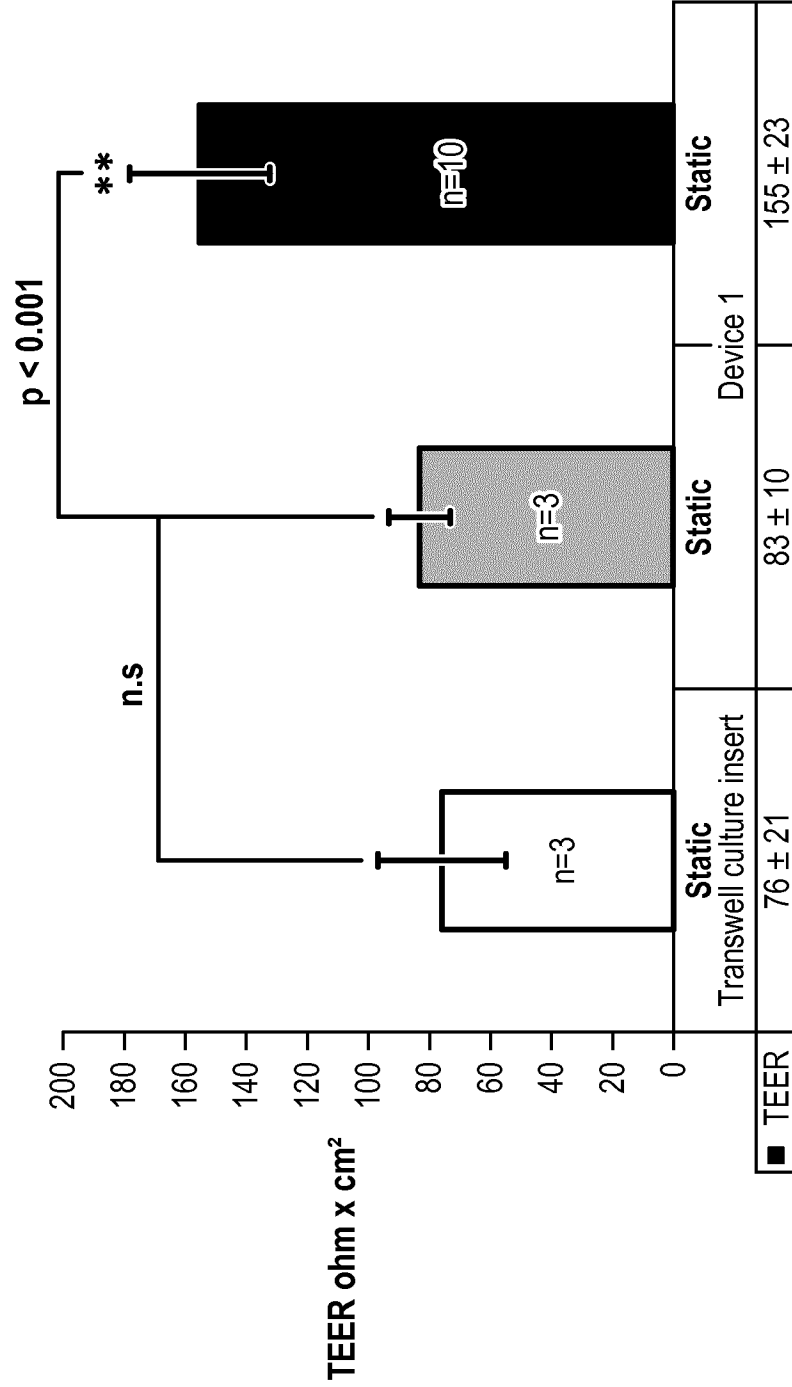 p < 0.001
**
n.s
200
180
160
140
120
100
80
60
40
20
0
TEER ohm x cm²
n=3
n=3
n=10
Static
Static
Static
Transwell culture insert
Device 1
■ TEER
76 ± 21
83 ± 10
155 ± 23